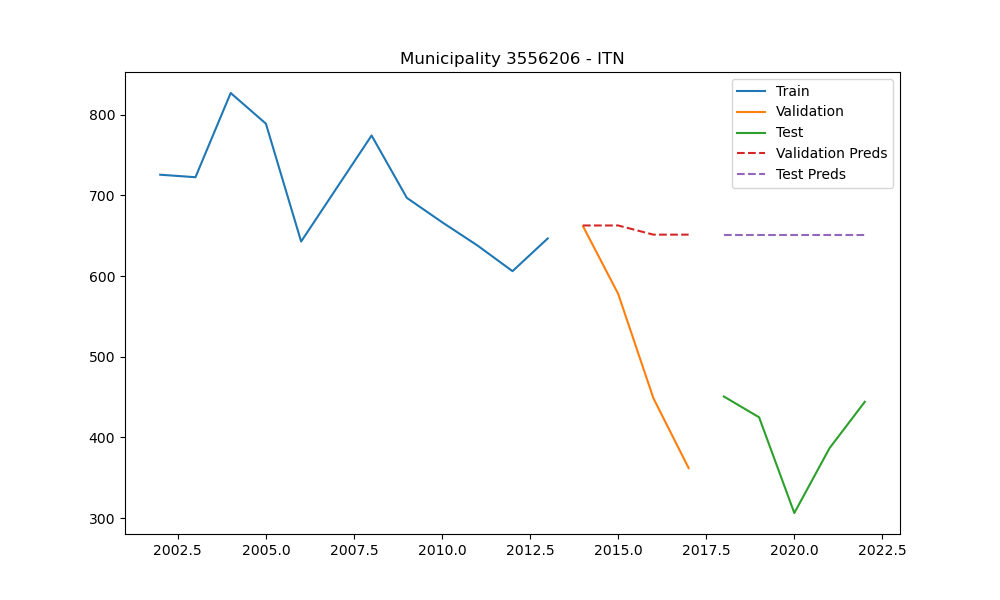 Municipality 3556206 - ITN
Train
Validation
Test
Validation Preds
Test Preds
800
700
600
500
400
300
2002.5 2005.0 2007.5 2010.0 2012.5 2015.0 2017.5 2020.0 2022.5